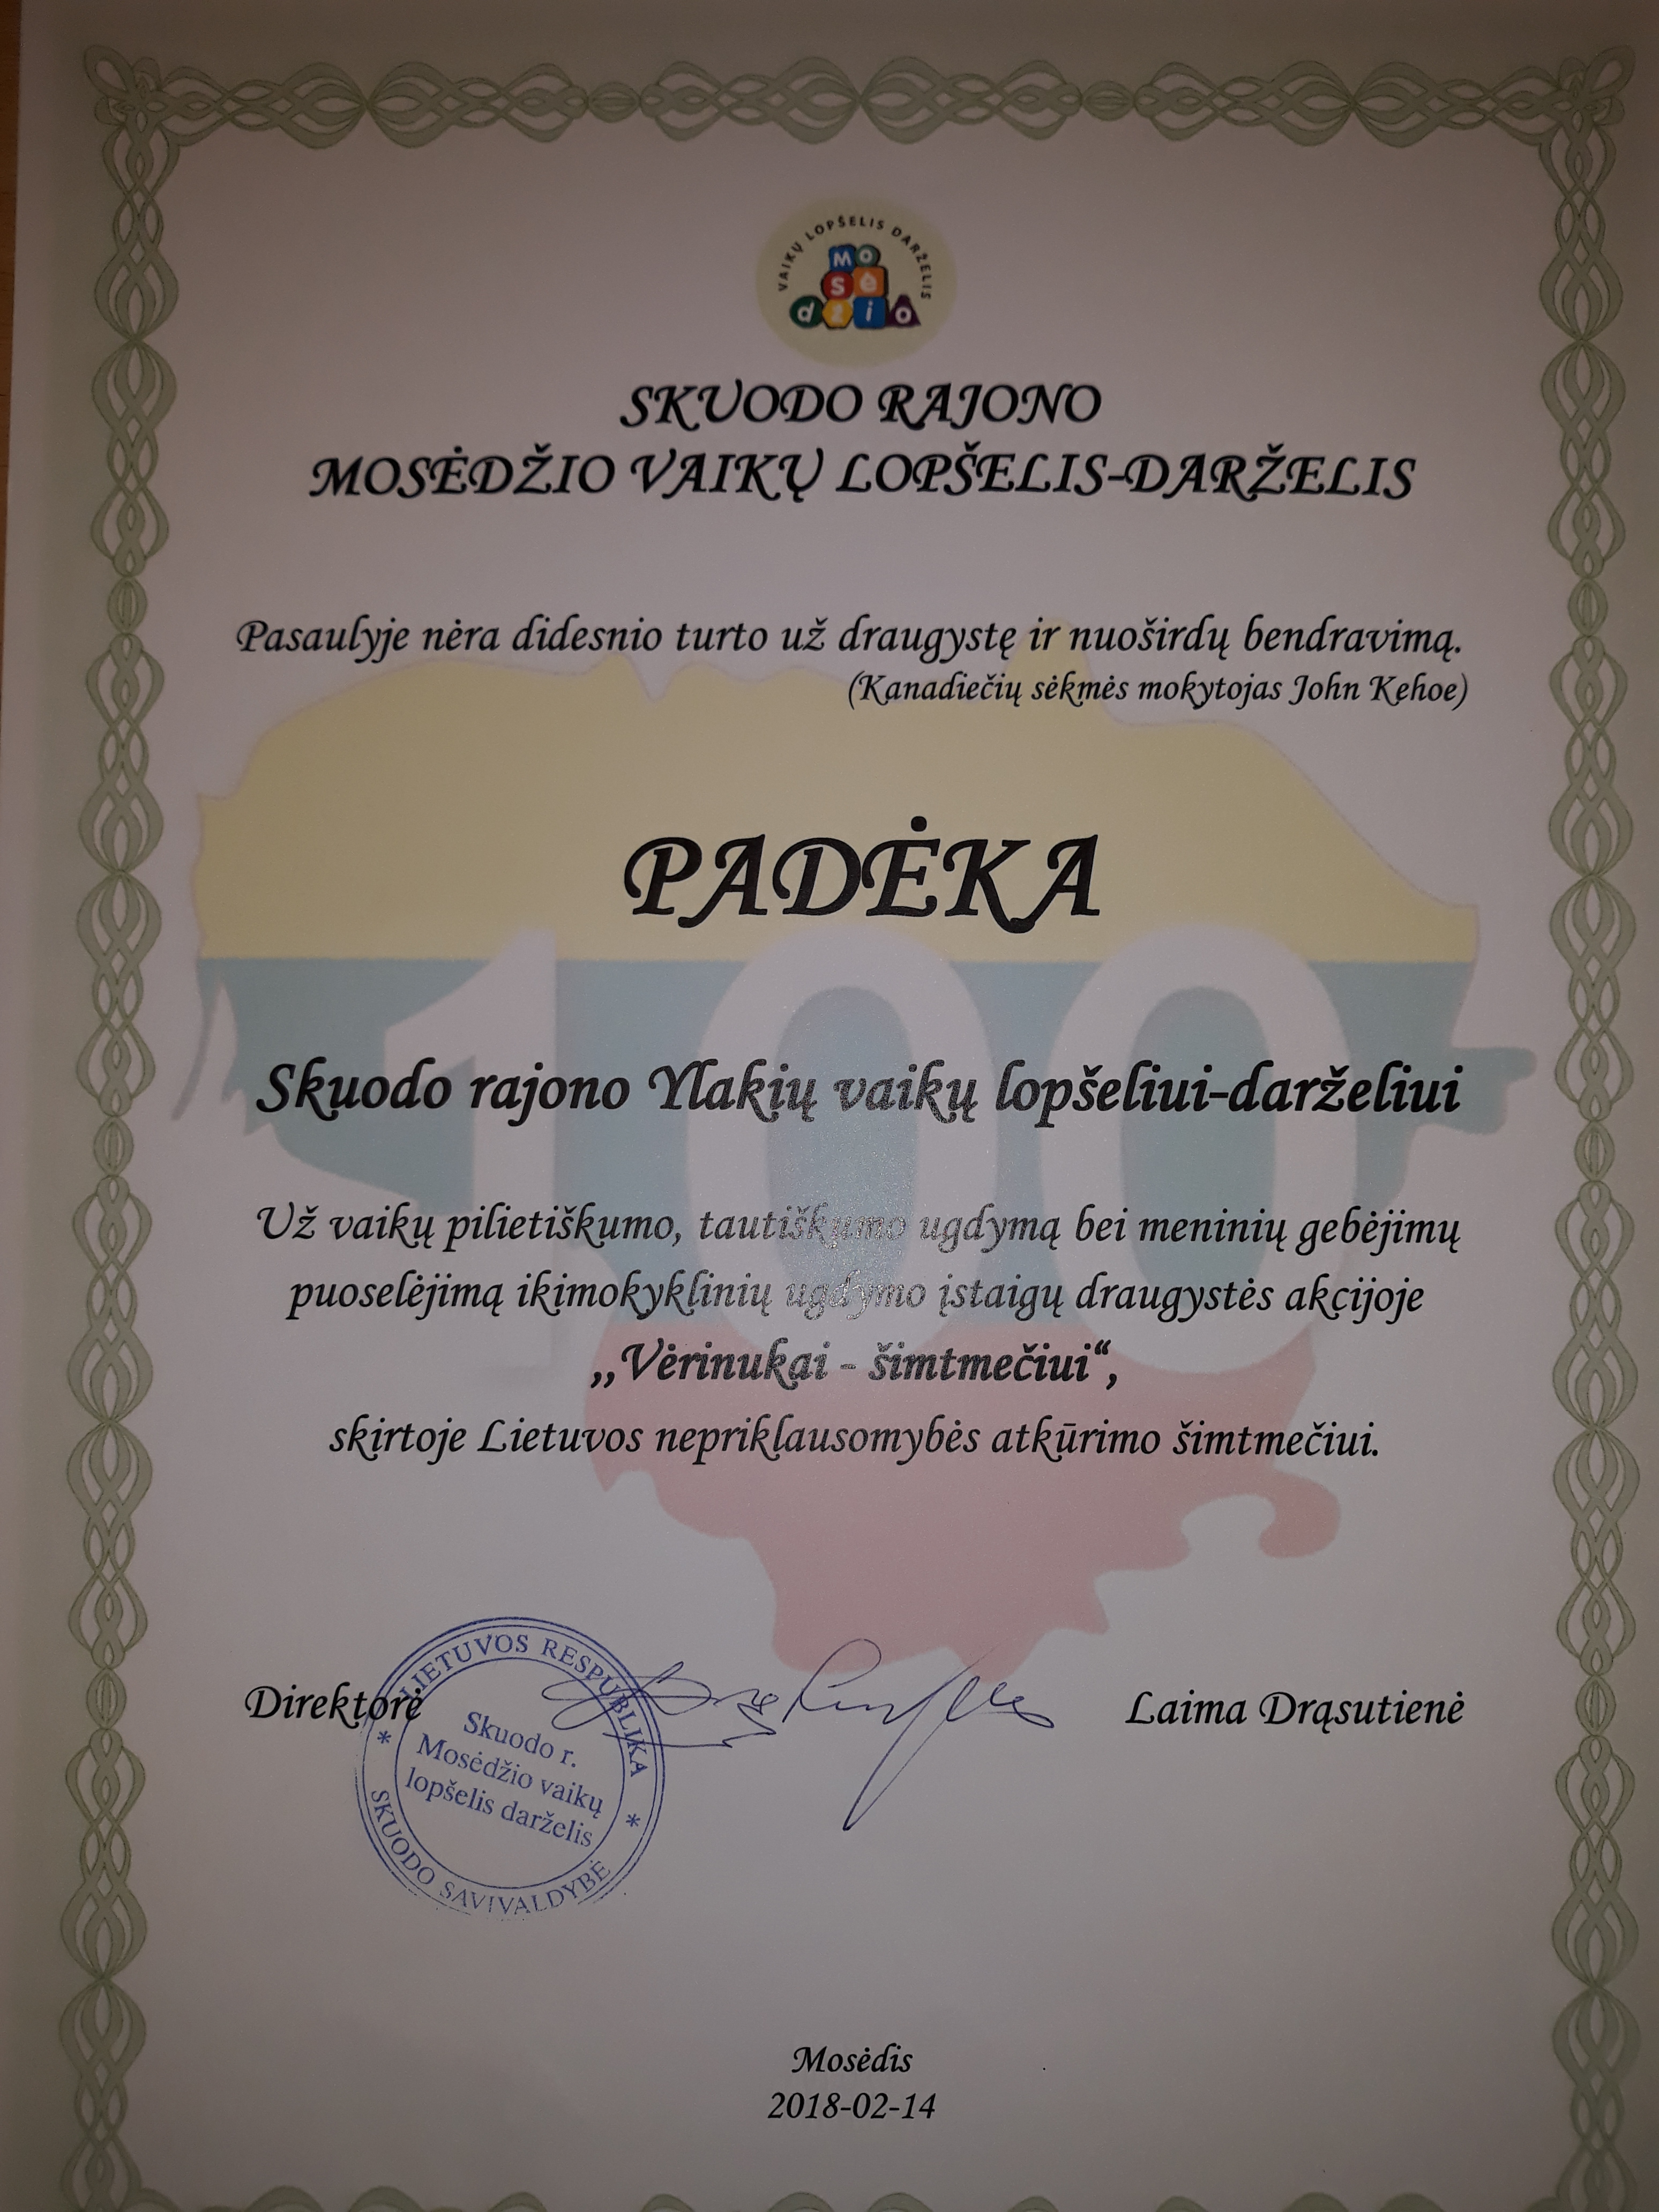 VAIKŲ LOPŠELIS DARŽELIS
Mo
sė
džio
SKUODO RAJONO
MOSĖDŽIO VAIKŲ LOPŠELIS-DARŽELIS
Pasaulyje nėra didesnio turto už draugystę ir nuoširdų bendravimą.
(Kanadiečių sėkmės mokytojas John Kehoe)
PADĖKA
100
Skuodo rajono Ylakių vaikų lopšeliui-darželiui
Už vaikų pilietiškumo, tautiškumo ugdymą bei meninių gebėjimų
puoselėjimą ikimokyklinių ugdymo įstaigų draugystės akcijoje
„Vėrinukai - šimtmečiui“,
skirtoje Lietuvos nepriklausomybės atkūrimo šimtmečiui.
Direktorė
Laima Drąsutienė
LIETUVOS RESPUBLIKA
Skuodo r.
Mosėdžio vaikų
lopšelis darželis
SKUODO SAVIVALDYBĖ
Mosėdis
2018-02-14